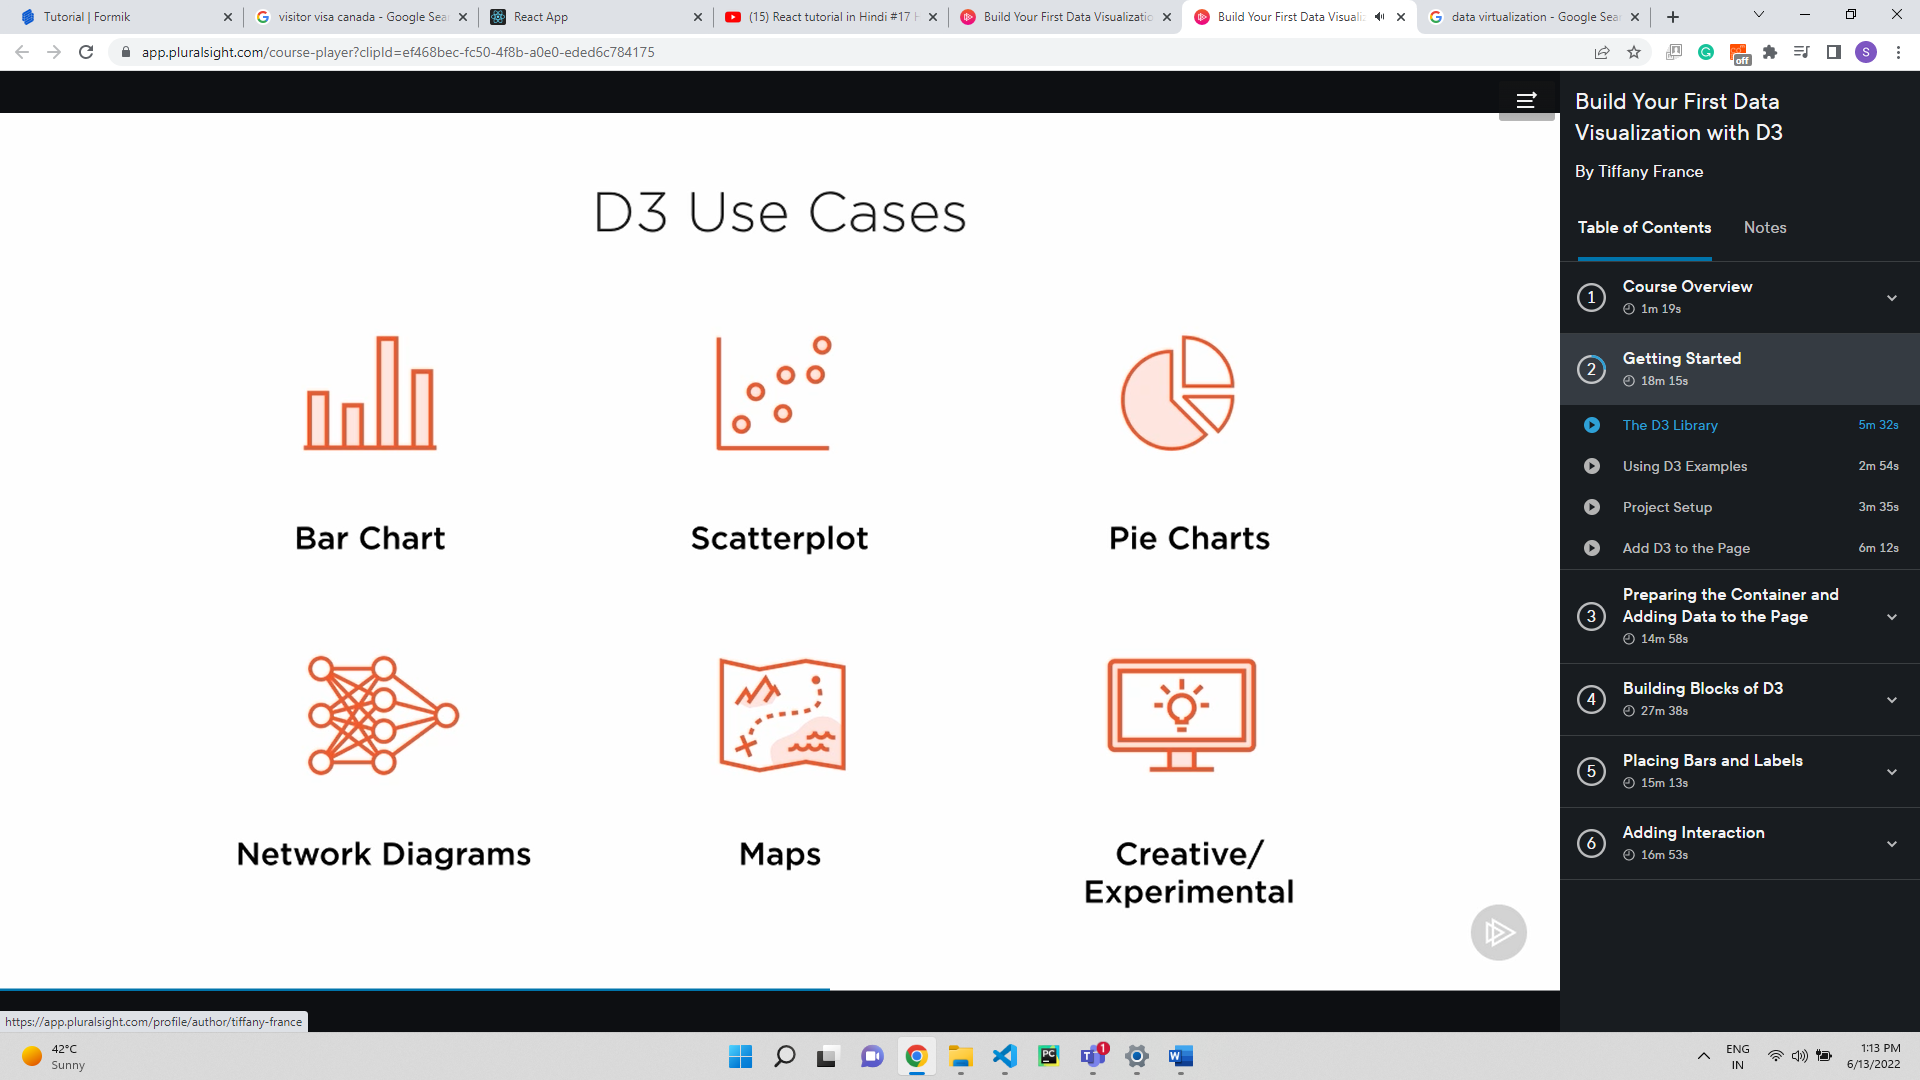 Tutorial | Formik
visitor visa canada - Google Sea
React App
(15) React tutorial in Hindi #17 H
Build Your First Data Visualizatio
Build Your First Data Visualiz
data virtualization - Google Sea
app.pluralsight.com/course-player?clipId=ef468bec-fc50-4f8b-a0e0-eded6c784175
off
S
D3 Use Cases
Bar Chart
Scatterplot
Pie Charts
Network Diagrams
Maps
Creative/
Experimental
Build Your First Data
Visualization with D3
By Tiffany France
Table of Contents
Notes
1
Course Overview
1m 19s
2
Getting Started
18m 15s
The D3 Library
5m 32s
Using D3 Examples
2m 54s
Project Setup
3m 35s
Add D3 to the Page
6m 12s
3
Preparing the Container and
Adding Data to the Page
14m 58s
4
Building Blocks of D3
27m 38s
5
Placing Bars and Labels
15m 13s
6
Adding Interaction
16m 53s
https://app.pluralsight.com/profile/author/tiffany-france
42°C
Sunny
PC
1
ENG
IN
1:13 PM
6/13/2022